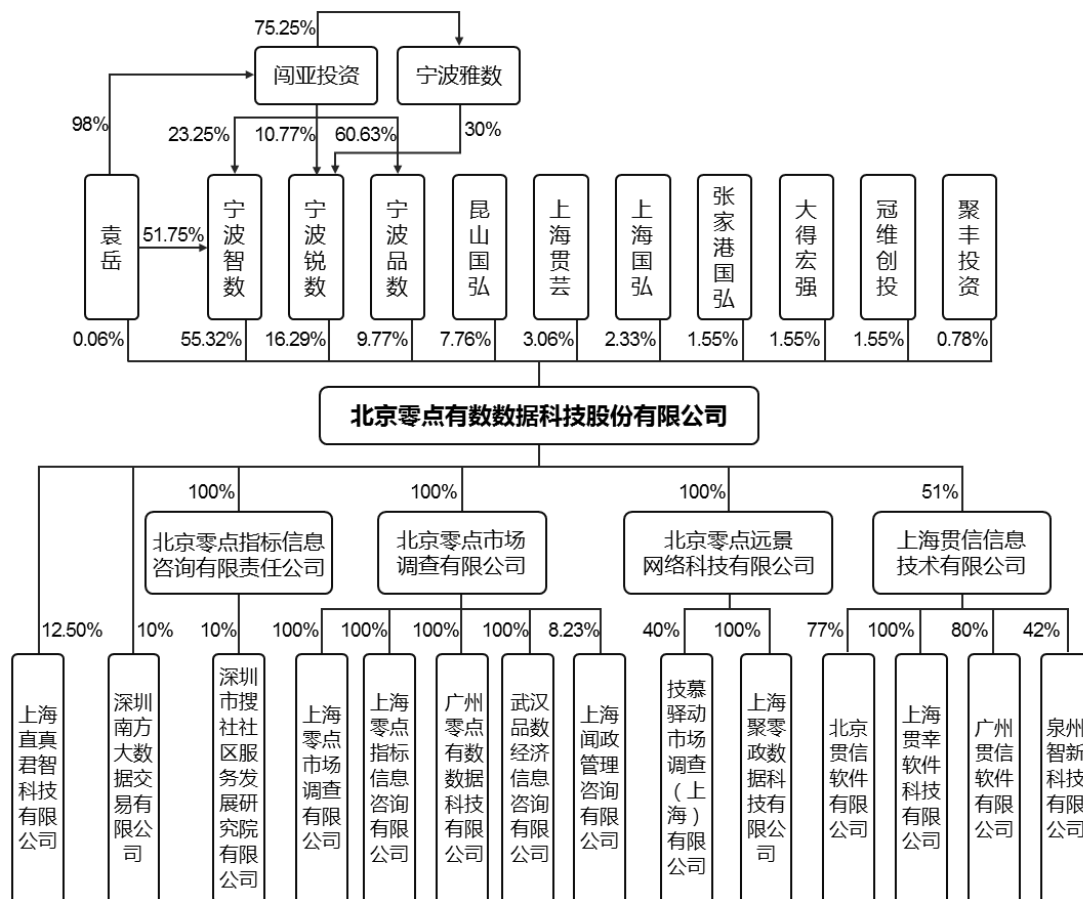 75.25%
闯亚投资
宁波雅数
98%
23.25%
10.77%
60.63%
30%
袁岳
51.75%
宁波智数
宁波锐数
宁波品数
昆山国弘
上海贯芸
上海国弘
张家港国弘
大得宏强
冠维创投
聚丰投资
0.06%
55.32%
16.29%
9.77%
7.76%
3.06%
2.33%
1.55%
1.55%
1.55%
0.78%
北京零点有数数据科技股份有限公司
100%
100%
100%
51%
北京零点指标信息
咨询有限责任公司
北京零点市场
调查有限公司
北京零点远景
网络科技有限公司
上海贯信信息
技术有限公司
12.50%
10%
10%
100%
100%
100%
100%
8.23%
40%
100%
77%
100%
80%
42%
上海
直真
君智
科技
有限
公司
深圳
南方
大数
据交
易有
限公
司
深圳
市搜
社社
区服
务发
展研
究院
有限
公司
上海
零点
市场
调查
有限
公司
上海
零点
指标
信息
咨询
有限
公司
广州
零点
有数
数据
科技
有限
公司
武汉
品数
经济
信息
咨询
有限
公司
上海
闻政
管理
咨询
有限
公司
技慕
驿动
市场
调查
（上
海）
有限
公司
上海
聚零
政数
据科
技有
限公
司
北京
贯信
软件
有限
公司
上海
贯幸
软件
科技
有限
公司
广州
贯信
软件
有限
公司
泉州
智新
科技
有限
公司